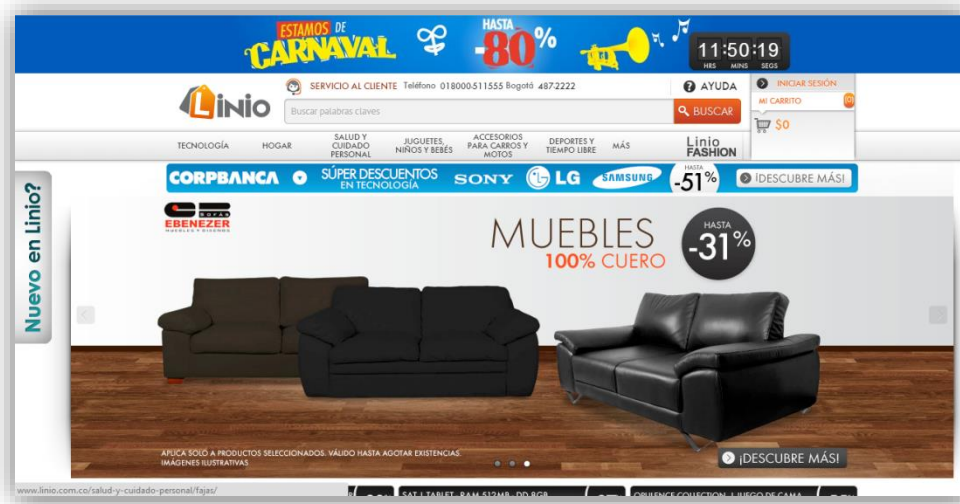 ESTAMOS DE
CARNAVAL
HASTA
-80%
11:50:19
HRS MINS SEGS
Linio
SERVICIO AL CLIENTE Teléfono 018000-511555 Bogotá 487-2222
AYUDA
INICIAR SESIÓN
Buscar palabras claves
BUSCAR
MI CARRITO
$0
TECNOLOGÍA
HOGAR
SALUD Y
CUIDADO
PERSONAL
JUGUETES,
NIÑOS Y BEBÉS
ACCESORIOS
PARA CARROS Y
MOTOS
DEPORTES Y
TIEMPO LIBRE
MÁS
Linio
FASHION
CORPBANCA
SÚPER DESCUENTOS
EN TECNOLOGÍA
SONY
LG
SAMSUNG
HASTA
-51%
¡DESCUBRE MÁS!
Nuevo en Linio?
SOFÁS
EBENEZER
MUEBLES Y DISEÑOS
MUEBLES
100% CUERO
HASTA
-31%
APLICA SOLO A PRODUCTOS SELECCIONADOS. VÁLIDO HASTA AGOTAR EXISTENCIAS.
IMÁGENES ILUSTRATIVAS
¡DESCUBRE MÁS!
www.linio.com.co/salud-y-cuidado-personal/fajas/